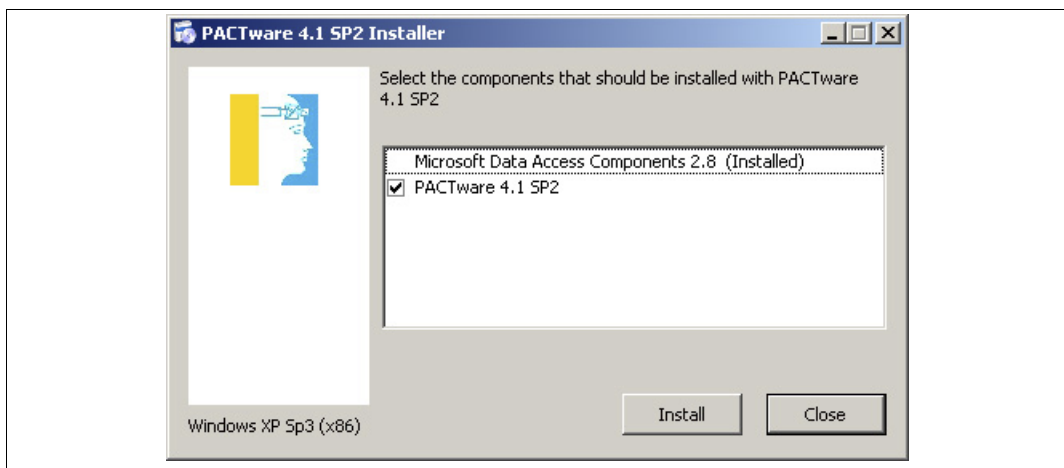 PACTware 4.1 SP2 Installer
Select the components that should be installed with PACTware
4.1 SP2
Microsoft Data Access Components 2.8 (Installed)
PACTware 4.1 SP2
Windows XP Sp3 (x86)
Install
Close